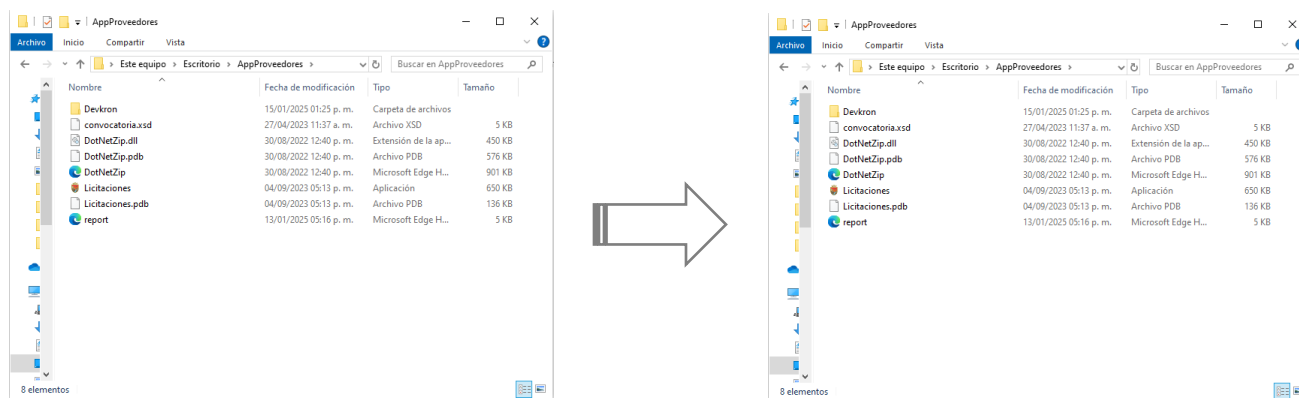 AppProveedores
Archivo Inicio Compartir Vista
Este equipo > Escritorio > AppProveedores > Buscar en AppProveedores
Nombre Fecha de modificación Tipo Tamaño
Devkron 15/01/2025 01:25 p. m. Carpeta de archivos
convocatoria.xsd 27/04/2023 11:37 a. m. Archivo XSD 5 KB
DotNetZip.dll 30/08/2022 12:40 p. m. Extensión de la ap... 450 KB
DotNetZip.pdb 30/08/2022 12:40 p. m. Archivo PDB 576 KB
DotNetZip 30/08/2022 12:40 p. m. Microsoft Edge H... 901 KB
Licitaciones 04/09/2023 05:13 p. m. Aplicación 650 KB
Licitaciones.pdb 04/09/2023 05:13 p. m. Archivo PDB 136 KB
report 13/01/2025 05:16 p. m. Microsoft Edge H... 5 KB
8 elementos
AppProveedores
Archivo Inicio Compartir Vista
Este equipo > Escritorio > AppProveedores > Buscar en AppProveedores
Nombre Fecha de modificación Tipo Tamaño
Devkron 15/01/2025 01:25 p. m. Carpeta de archivos
convocatoria.xsd 27/04/2023 11:37 a. m. Archivo XSD 5 KB
DotNetZip.dll 30/08/2022 12:40 p. m. Extensión de la ap... 450 KB
DotNetZip.pdb 30/08/2022 12:40 p. m. Archivo PDB 576 KB
DotNetZip 30/08/2022 12:40 p. m. Microsoft Edge H... 901 KB
Licitaciones 04/09/2023 05:13 p. m. Aplicación 650 KB
Licitaciones.pdb 04/09/2023 05:13 p. m. Archivo PDB 136 KB
report 13/01/2025 05:16 p. m. Microsoft Edge H... 5 KB
8 elementos